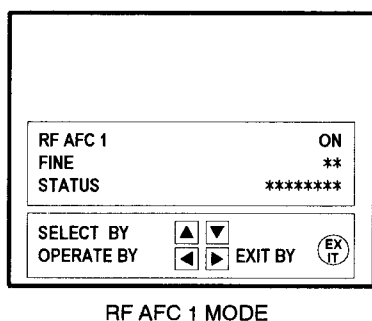 RF AFC 1 ON
FINE **
STATUS ********
SELECT BY ▲ ▼
OPERATE BY ◀ ▶ EXIT BY EX IT
RF AFC 1 MODE